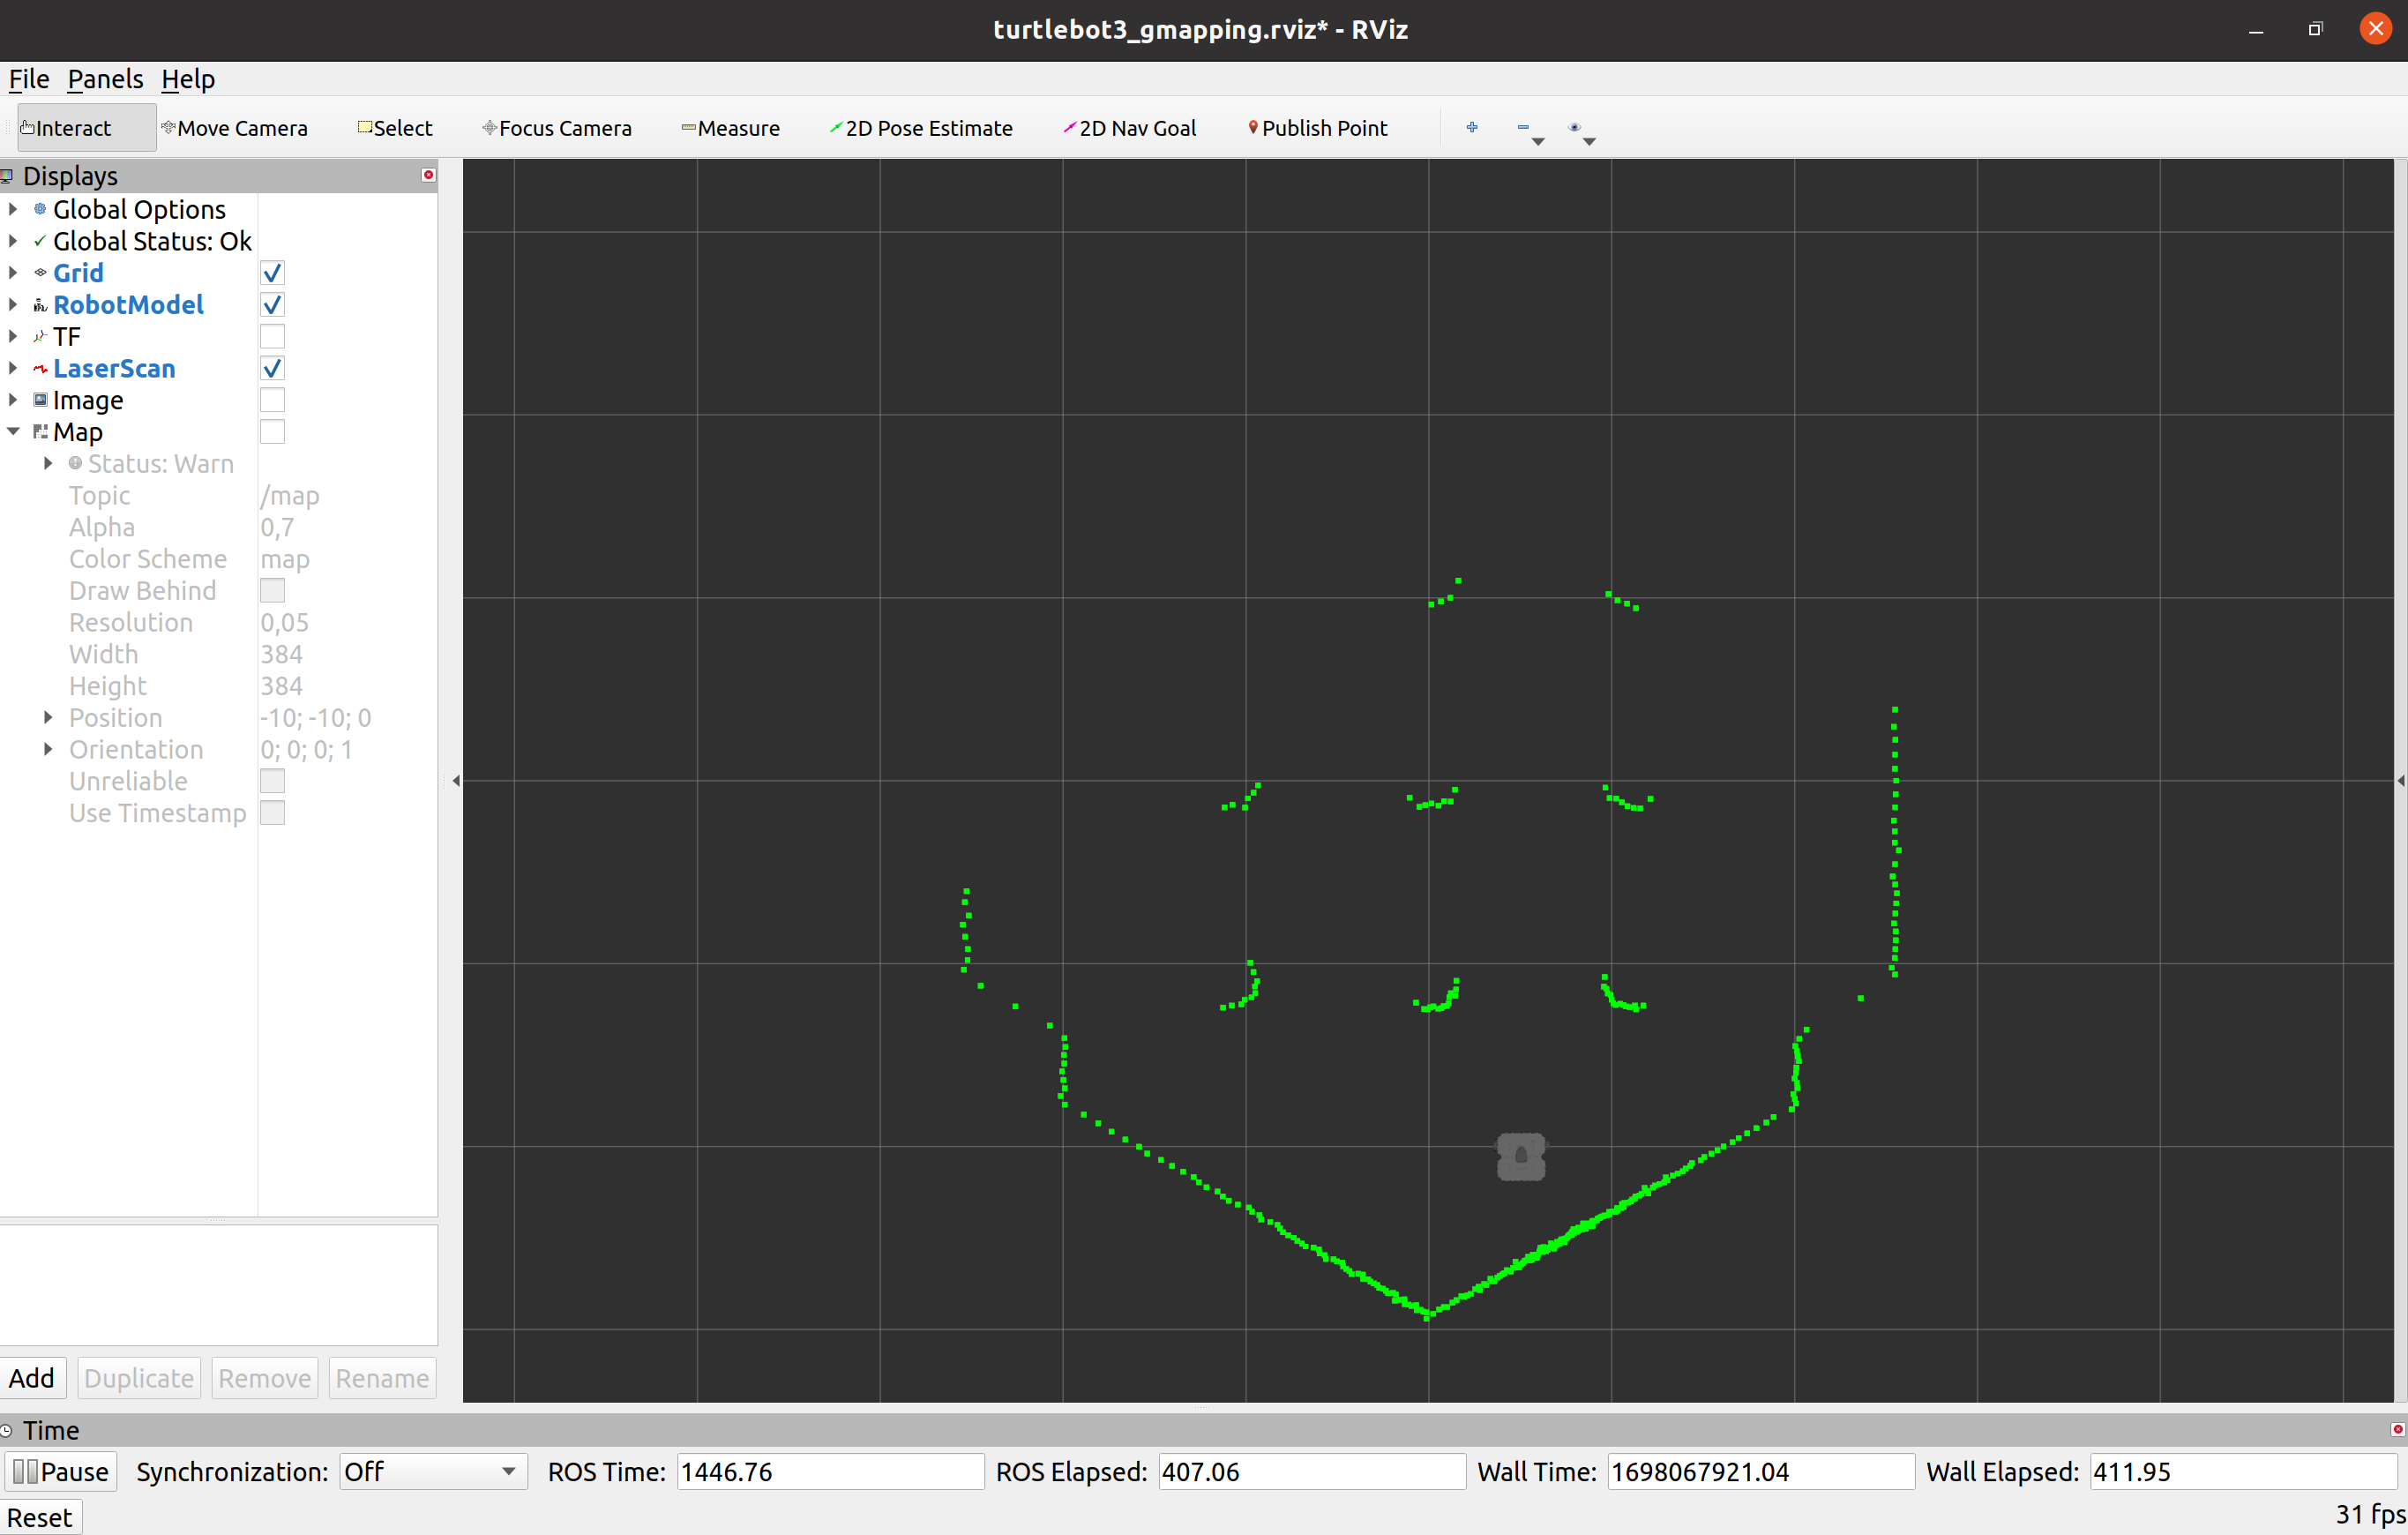 turtlebot3_gmapping.rviz* - RViz
File Panels Help
Interact Move Camera Select Focus Camera Measure 2D Pose Estimate 2D Nav Goal Publish Point
Displays
Global Options
Global Status: Ok
Grid
RobotModel
TF
LaserScan
Image
Map
Status: Warn
Topic /map
Alpha 0,7
Color Scheme map
Draw Behind
Resolution 0,05
Width 384
Height 384
Position -10; -10; 0
Orientation 0; 0; 0; 1
Unreliable
Use Timestamp
Add Duplicate Remove Rename
Time
Pause Synchronization: Off ROS Time: 1446.76 ROS Elapsed: 407.06 Wall Time: 1698067921.04 Wall Elapsed: 411.95
Reset 31 fps